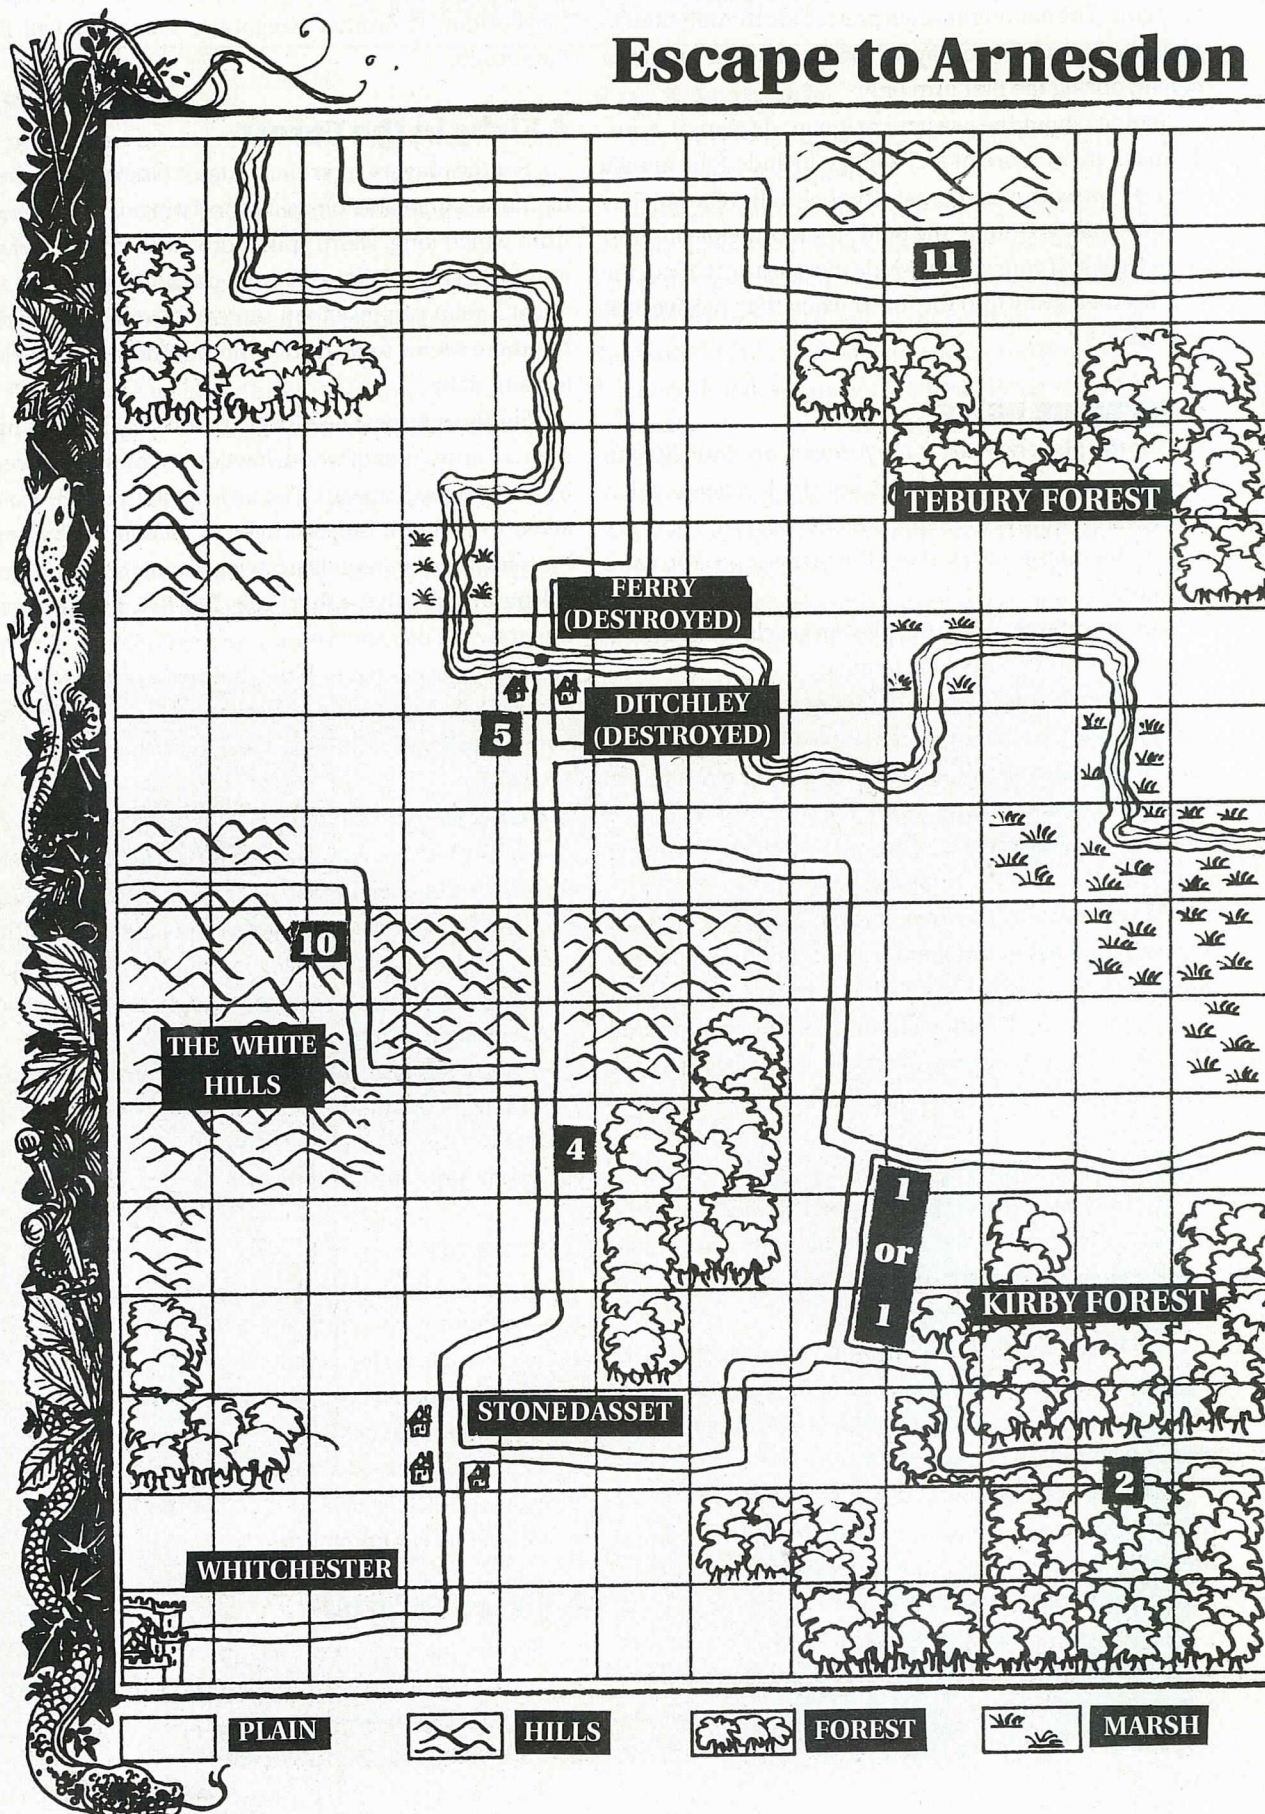 Escape to Arnesdon
11
TEBURY FOREST
FERRY
(DESTROYED)
DITCHLEY
(DESTROYED)
5
10
THE WHITE
HILLS
4
1
or
1
KIRBY FOREST
STONEDASSET
2
WHITCHESTER
PLAIN
HILLS
FOREST
MARSH